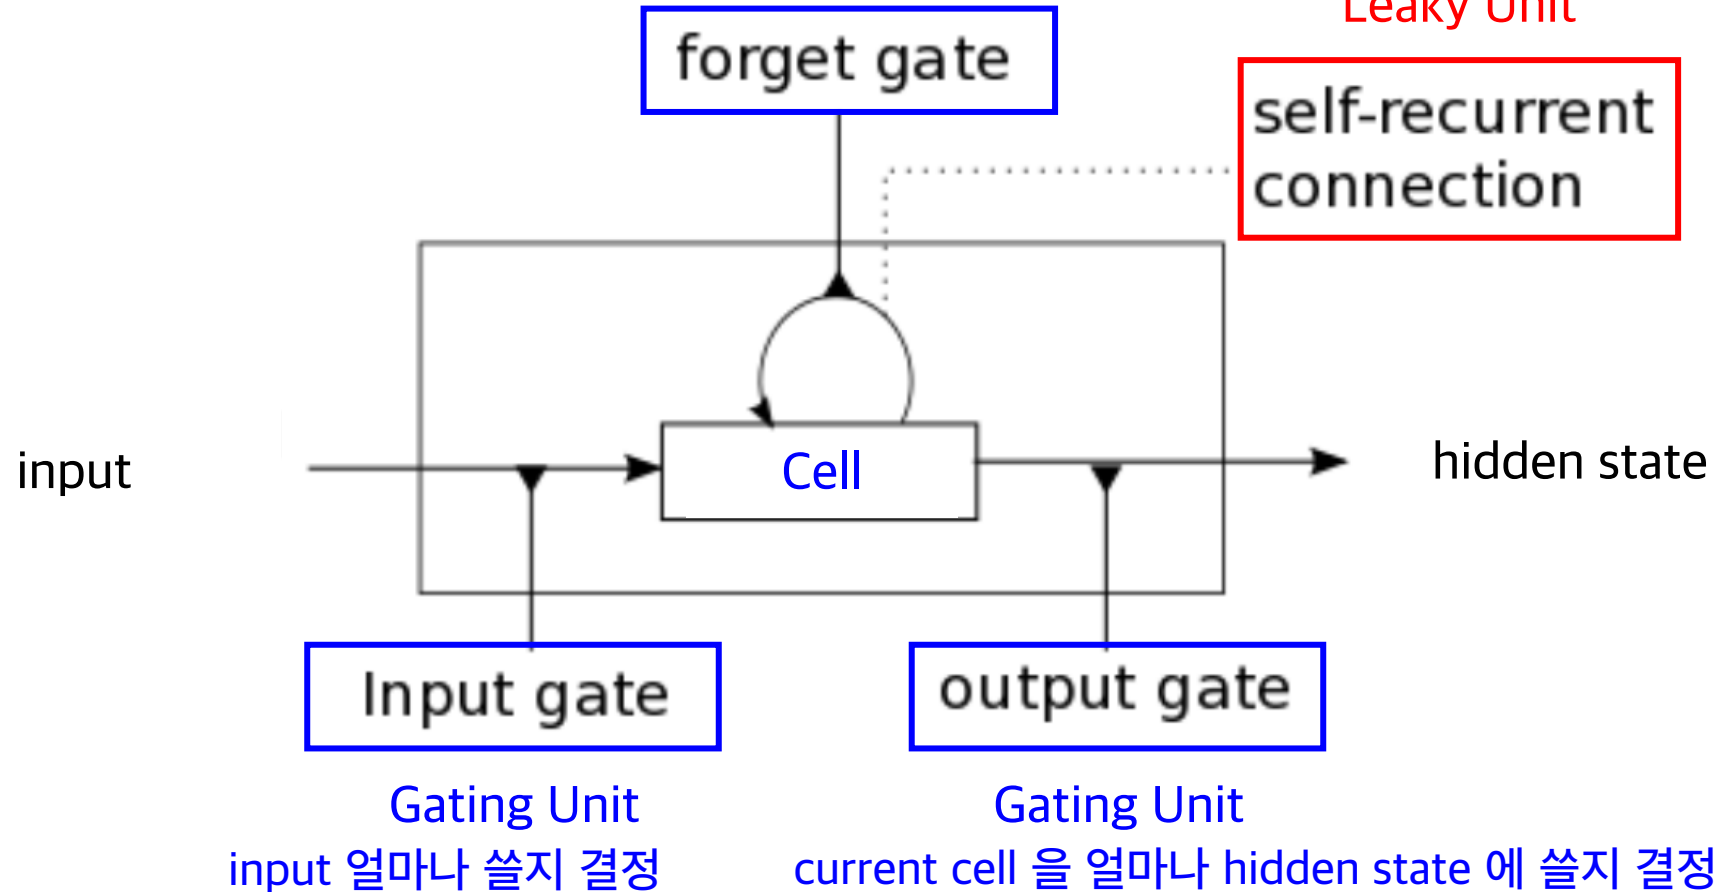 Leaky Unit
forget gate
self-recurrent
connection
input
Cell
hidden state
Input gate
output gate
Gating Unit
Gating Unit
input 얼마나 쓸지 결정
current cell 을 얼마나 hidden state 에 쓸지 결정